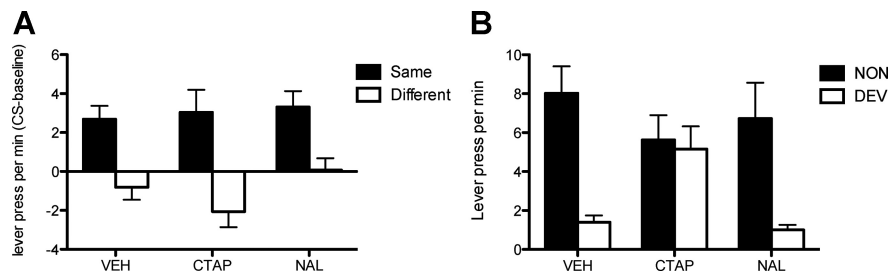 A
lever press per min (CS-baseline)
6
4
2
0
-2
-4
VEH
CTAP
NAL
Same
Different
B
Lever press per min
10
8
6
4
2
0
VEH
CTAP
NAL
NON
DEV